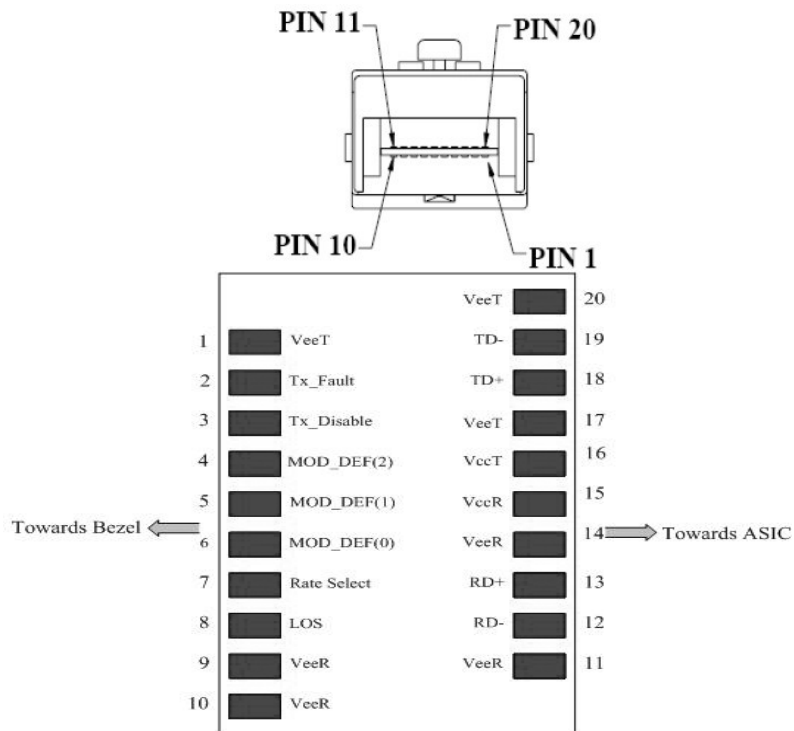 PIN 11
PIN 20
PIN 10
PIN 1
VeeT 20
1 VeeT TD- 19
2 Tx_Fault TD+ 18
3 Tx_Disable VeeT 17
4 MOD_DEF(2) VccT 16
5 MOD_DEF(1) VccR 15
Towards Bezel
6 MOD_DEF(0) VeeR 14
Towards ASIC
7 Rate Select RD+ 13
8 LOS RD- 12
9 VeeR VeeR 11
10 VeeR